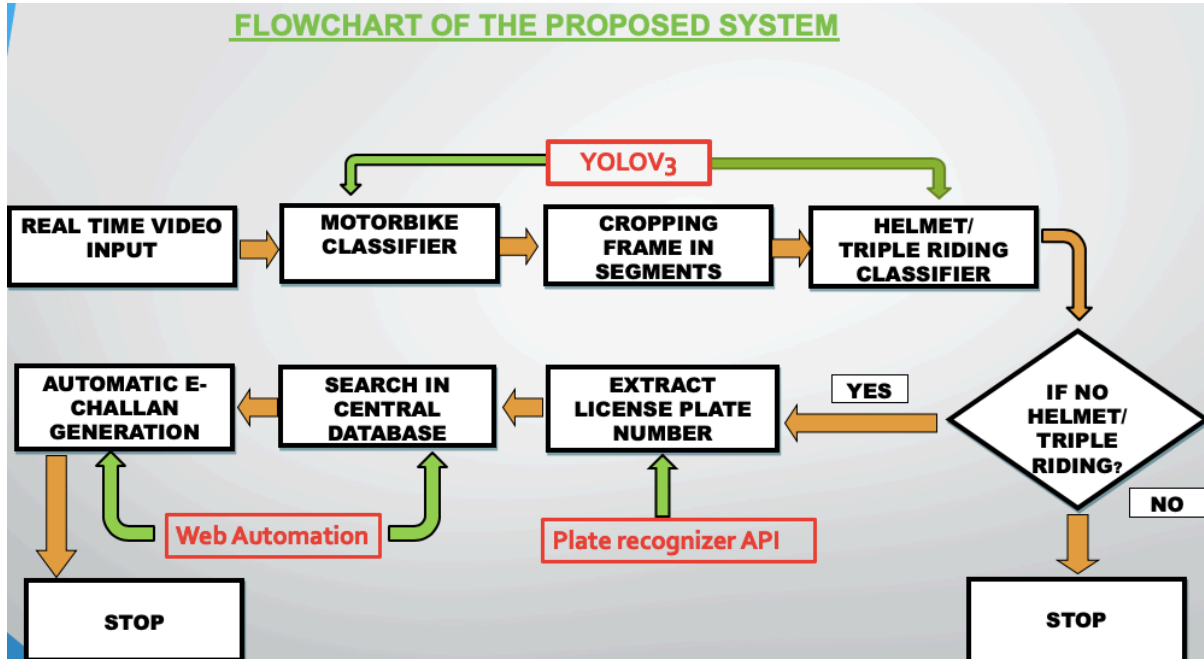 FLOWCHART OF THE PROPOSED SYSTEM
YOLOV3
REAL TIME VIDEO
INPUT
MOTORBIKE
CLASSIFIER
CROPPING
FRAME IN
SEGMENTS
HELMET/
TRIPLE RIDING
CLASSIFIER
IF NO
HELMET/
TRIPLE
RIDING?
YES
NO
EXTRACT
LICENSE PLATE
NUMBER
SEARCH IN
CENTRAL
DATABASE
AUTOMATIC E-
CHALLAN
GENERATION
Web Automation
Plate recognizer API
STOP
STOP